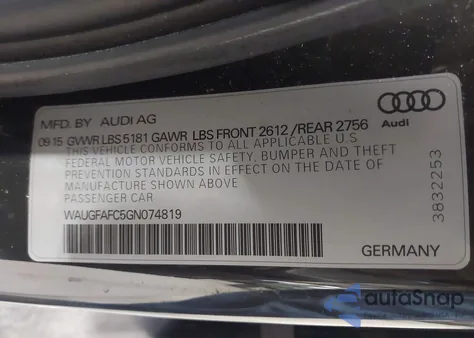 MFD. BY AUDI AG
Audi
09 15 GVWR LBS 5181 GAWR LBS FRONT 2612 / REAR 2756
THIS VEHICLE CONFORMS TO ALL APPLICABLE U.S.
FEDERAL MOTOR VEHICLE SAFETY, BUMPER AND THEFT
PREVENTION STANDARDS IN EFFECT ON THE DATE OF
MANUFACTURE SHOWN ABOVE
PASSENGER CAR
WAUGFAFC5GN074819
3832253
GERMANY
autoSnap